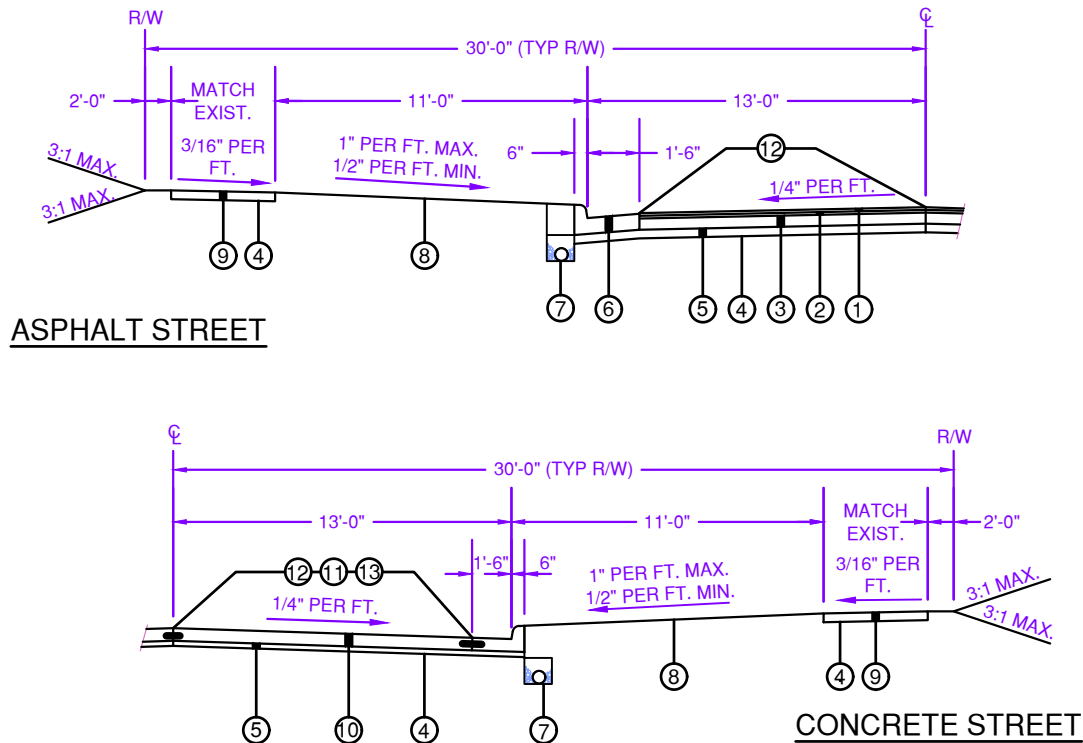 R/W
℄
30'-0" (TYP R/W)
2'-0"
MATCH
EXIST.
11'-0"
13'-0"
3/16" PER
FT.
1" PER FT. MAX.
1/2" PER FT. MIN.
6"
1'-6"
12
1/4" PER FT.
3:1 MAX.
3:1 MAX.
9
4
8
7
6
5
4
3
2
1
ASPHALT STREET
℄
R/W
30'-0" (TYP R/W)
13'-0"
11'-0"
MATCH
EXIST.
2'-0"
12
11
13
1'-6"
6"
1" PER FT. MAX.
1/2" PER FT. MIN.
3/16" PER
FT.
1/4" PER FT.
3:1 MAX.
3:1 MAX.
5
10
4
7
8
4
9
CONCRETE STREET